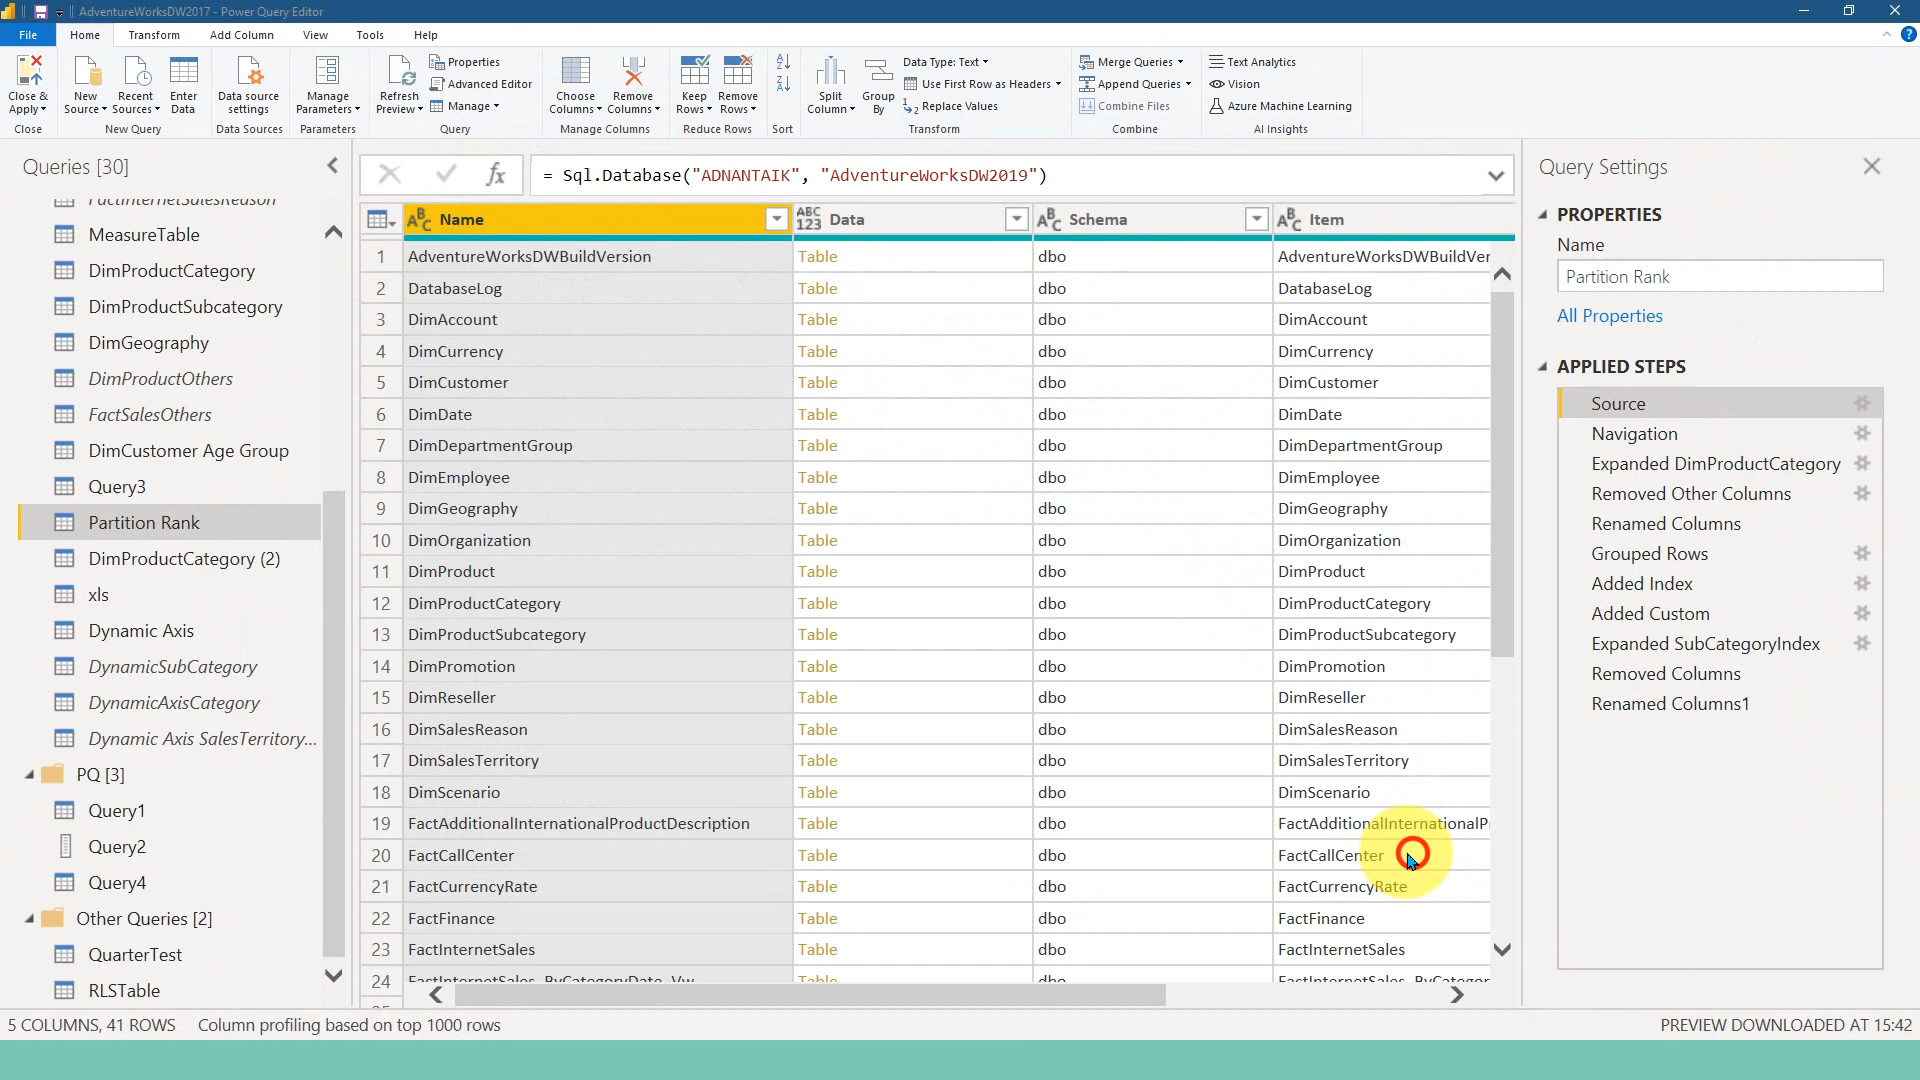 AdventureWorksDW2017 - Power Query Editor
File
Home
Transform
Add Column
View
Tools
Help
Close & Apply
New Source
Recent Sources
Enter Data
Data source settings
Manage Parameters
Refresh Preview
Properties
Advanced Editor
Manage
Choose Columns
Remove Columns
Keep Rows
Remove Rows
Split Column
Group By
Data Type: Text
Use First Row as Headers
Replace Values
Merge Queries
Append Queries
Combine Files
Text Analytics
Vision
Azure Machine Learning
Close
New Query
Data Sources
Parameters
Query
Manage Columns
Reduce Rows
Sort
Transform
Combine
AI Insights
Queries [30]
FactInternetSalesReason
MeasureTable
DimProductCategory
DimProductSubcategory
DimGeography
DimProductOthers
FactSalesOthers
DimCustomer Age Group
Query3
Partition Rank
DimProductCategory (2)
xls
Dynamic Axis
DynamicSubCategory
DynamicAxisCategory
Dynamic Axis SalesTerritory...
PQ [3]
Query1
Query2
Query4
Other Queries [2]
QuarterTest
RLSTable
fx
= Sql.Database("ADNANTAIK", "AdventureWorksDW2019")
Name Data Schema Item
1 AdventureWorksDWBuildVersion Table dbo AdventureWorksDWBuildVer
2 DatabaseLog Table dbo DatabaseLog
3 DimAccount Table dbo DimAccount
4 DimCurrency Table dbo DimCurrency
5 DimCustomer Table dbo DimCustomer
6 DimDate Table dbo DimDate
7 DimDepartmentGroup Table dbo DimDepartmentGroup
8 DimEmployee Table dbo DimEmployee
9 DimGeography Table dbo DimGeography
10 DimOrganization Table dbo DimOrganization
11 DimProduct Table dbo DimProduct
12 DimProductCategory Table dbo DimProductCategory
13 DimProductSubcategory Table dbo DimProductSubcategory
14 DimPromotion Table dbo DimPromotion
15 DimReseller Table dbo DimReseller
16 DimSalesReason Table dbo DimSalesReason
17 DimSalesTerritory Table dbo DimSalesTerritory
18 DimScenario Table dbo DimScenario
19 FactAdditionalInternationalProductDescription Table dbo FactAdditionalInternationalP
20 FactCallCenter Table dbo FactCallCenter
21 FactCurrencyRate Table dbo FactCurrencyRate
22 FactFinance Table dbo FactFinance
23 FactInternetSales Table dbo FactInternetSales
24 FactInternetSales_ByCategoryDate_Vw Table dbo FactInternetSales_ByCategor
Query Settings
PROPERTIES
Name
Partition Rank
All Properties
APPLIED STEPS
Source
Navigation
Expanded DimProductCategory
Removed Other Columns
Renamed Columns
Grouped Rows
Added Index
Added Custom
Expanded SubCategoryIndex
Removed Columns
Renamed Columns1
5 COLUMNS, 41 ROWS Column profiling based on top 1000 rows
PREVIEW DOWNLOADED AT 15:42